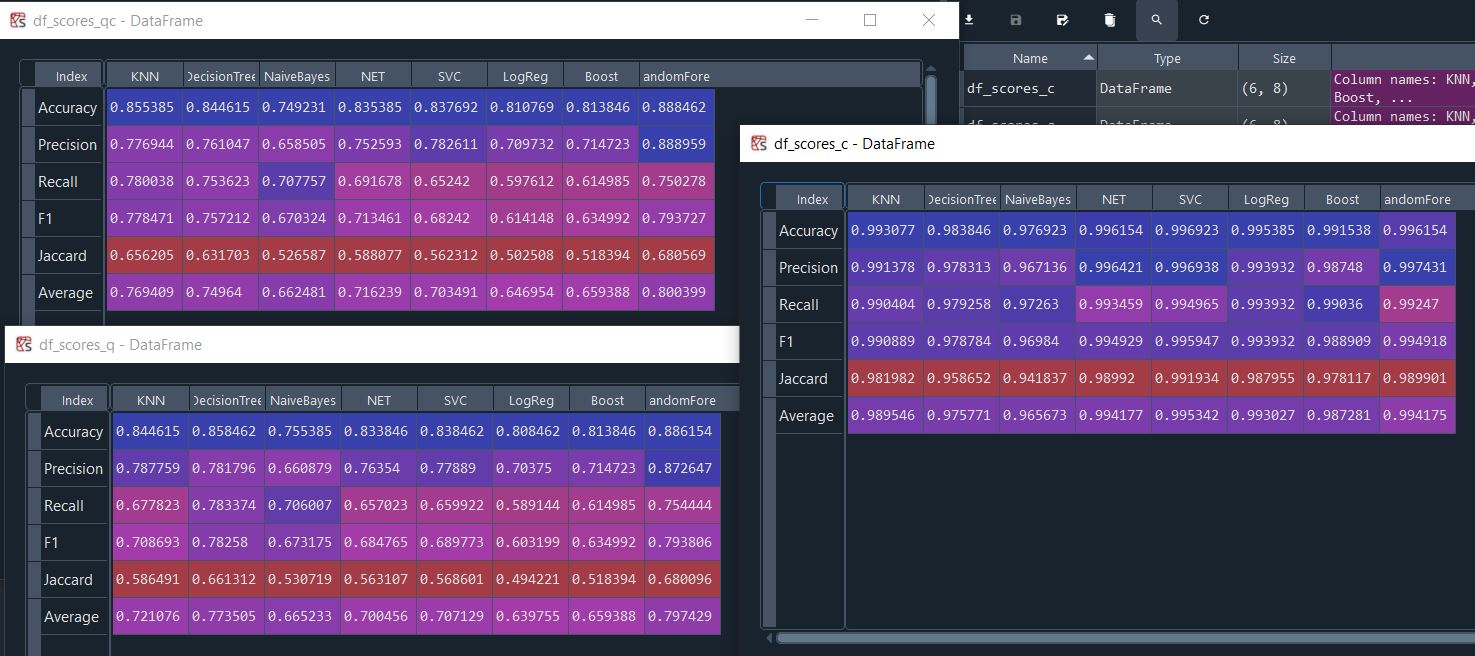 df_scores_qc - DataFrame
Index KNN DecisionTree NaiveBayes NET SVC LogReg Boost andomFore
Accuracy 0.855385 0.844615 0.749231 0.835385 0.837692 0.810769 0.813846 0.888462
Precision 0.776944 0.761047 0.658505 0.752593 0.782611 0.709732 0.714723 0.888959
Recall 0.780038 0.753623 0.707757 0.691678 0.65242 0.597612 0.614985 0.750278
F1 0.778471 0.757212 0.670324 0.713461 0.68242 0.614148 0.634992 0.793727
Jaccard 0.656205 0.631703 0.526587 0.588077 0.562312 0.502508 0.518394 0.680569
Average 0.769409 0.74964 0.662481 0.716239 0.703491 0.646954 0.659388 0.800399
Name Type Size
df_scores_c DataFrame (6, 8) Column names: KNN,
Boost, ...
df_scores_q DataFrame (6, 8) Column names: KNN,
df_scores_c - DataFrame
Index KNN DecisionTree NaiveBayes NET SVC LogReg Boost andomFore
Accuracy 0.993077 0.983846 0.976923 0.996154 0.996923 0.995385 0.991538 0.996154
Precision 0.991378 0.978313 0.967136 0.996421 0.996938 0.993932 0.98748 0.997431
Recall 0.990404 0.979258 0.97263 0.993459 0.994965 0.993932 0.99036 0.99247
F1 0.990889 0.978784 0.96984 0.994929 0.995947 0.993932 0.988909 0.994918
Jaccard 0.981982 0.958652 0.941837 0.98992 0.991934 0.987955 0.978117 0.989901
Average 0.989546 0.975771 0.965673 0.994177 0.995342 0.993027 0.987281 0.994175
df_scores_q - DataFrame
Index KNN DecisionTree NaiveBayes NET SVC LogReg Boost andomFore
Accuracy 0.844615 0.858462 0.755385 0.833846 0.838462 0.808462 0.813846 0.886154
Precision 0.787759 0.781796 0.660879 0.76354 0.77889 0.70375 0.714723 0.872647
Recall 0.677823 0.783374 0.706007 0.657023 0.659922 0.589144 0.614985 0.754444
F1 0.708693 0.78258 0.673175 0.684765 0.689773 0.603199 0.634992 0.793806
Jaccard 0.586491 0.661312 0.530719 0.563107 0.568601 0.494221 0.518394 0.680096
Average 0.721076 0.773505 0.665233 0.700456 0.707129 0.639755 0.659388 0.797429